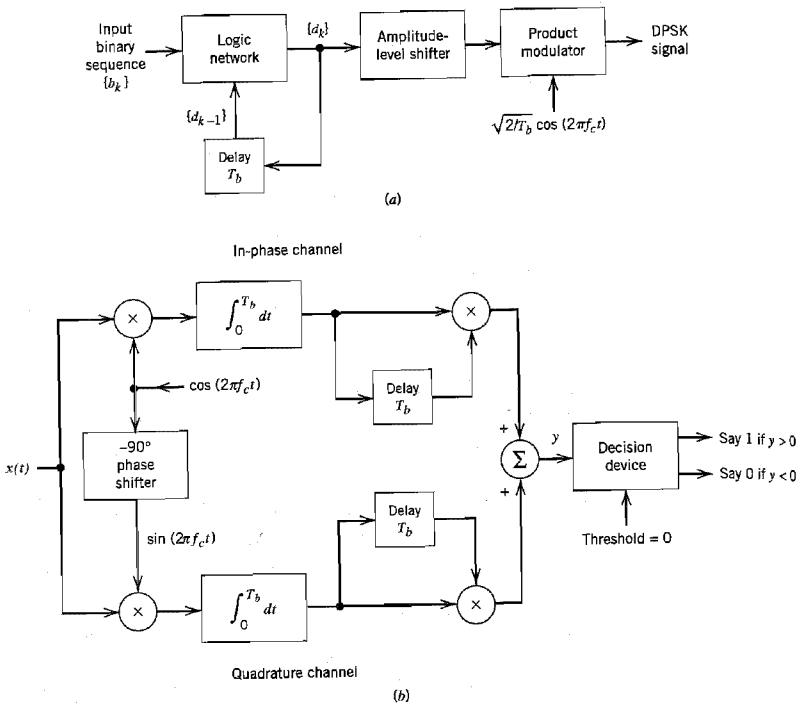 Input
binary
sequence
{b_k}
Logic
network
{d_k}
Amplitude-
level shifter
Product
modulator
DPSK
signal
{d_{k-1}}
Delay
T_b
√2/T_b cos (2πf_ct)
(a)
In-phase channel
×
∫_0^{T_b} dt
×
cos (2πf_ct)
Delay
T_b
x(t)
−90°
phase
shifter
+
Σ
+
y
Decision
device
Say 1 if y > 0
Say 0 if y < 0
Threshold = 0
sin (2πf_ct)
Delay
T_b
×
∫_0^{T_b} dt
×
Quadrature channel
(b)